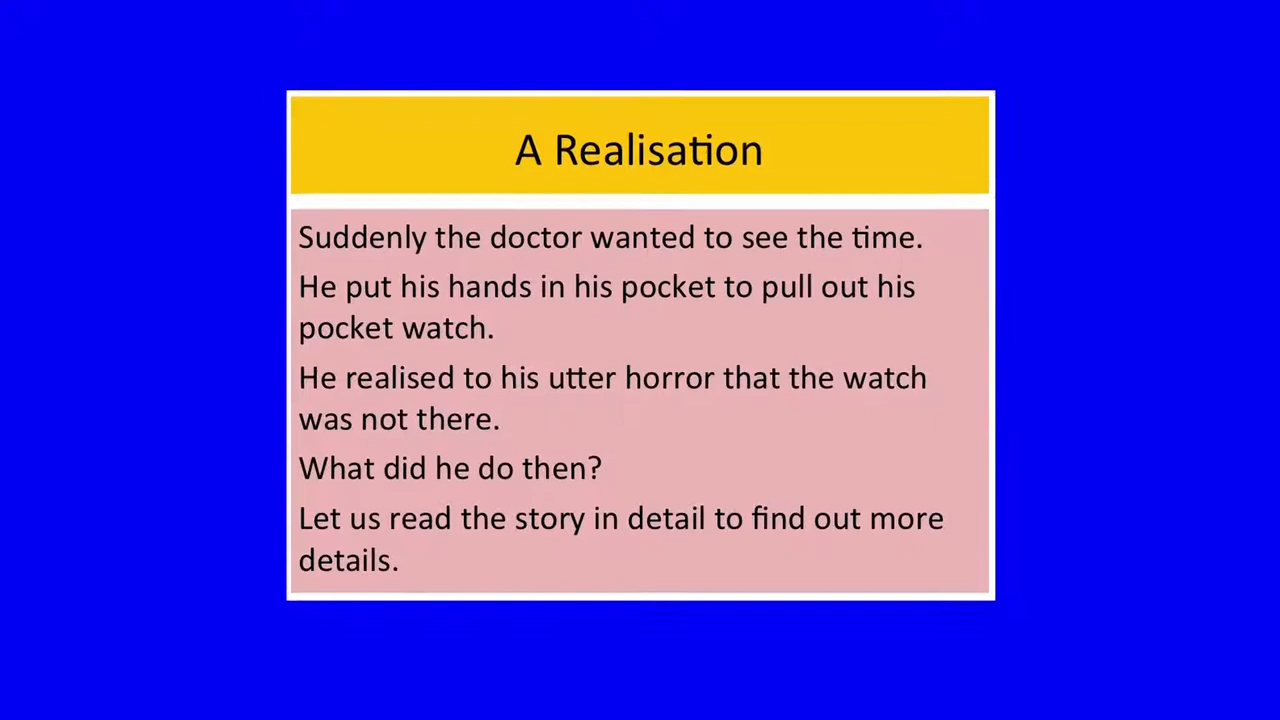 A Realisation
Suddenly the doctor wanted to see the time.
He put his hands in his pocket to pull out his
pocket watch.
He realised to his utter horror that the watch
was not there.
What did he do then?
Let us read the story in detail to find out more
details.